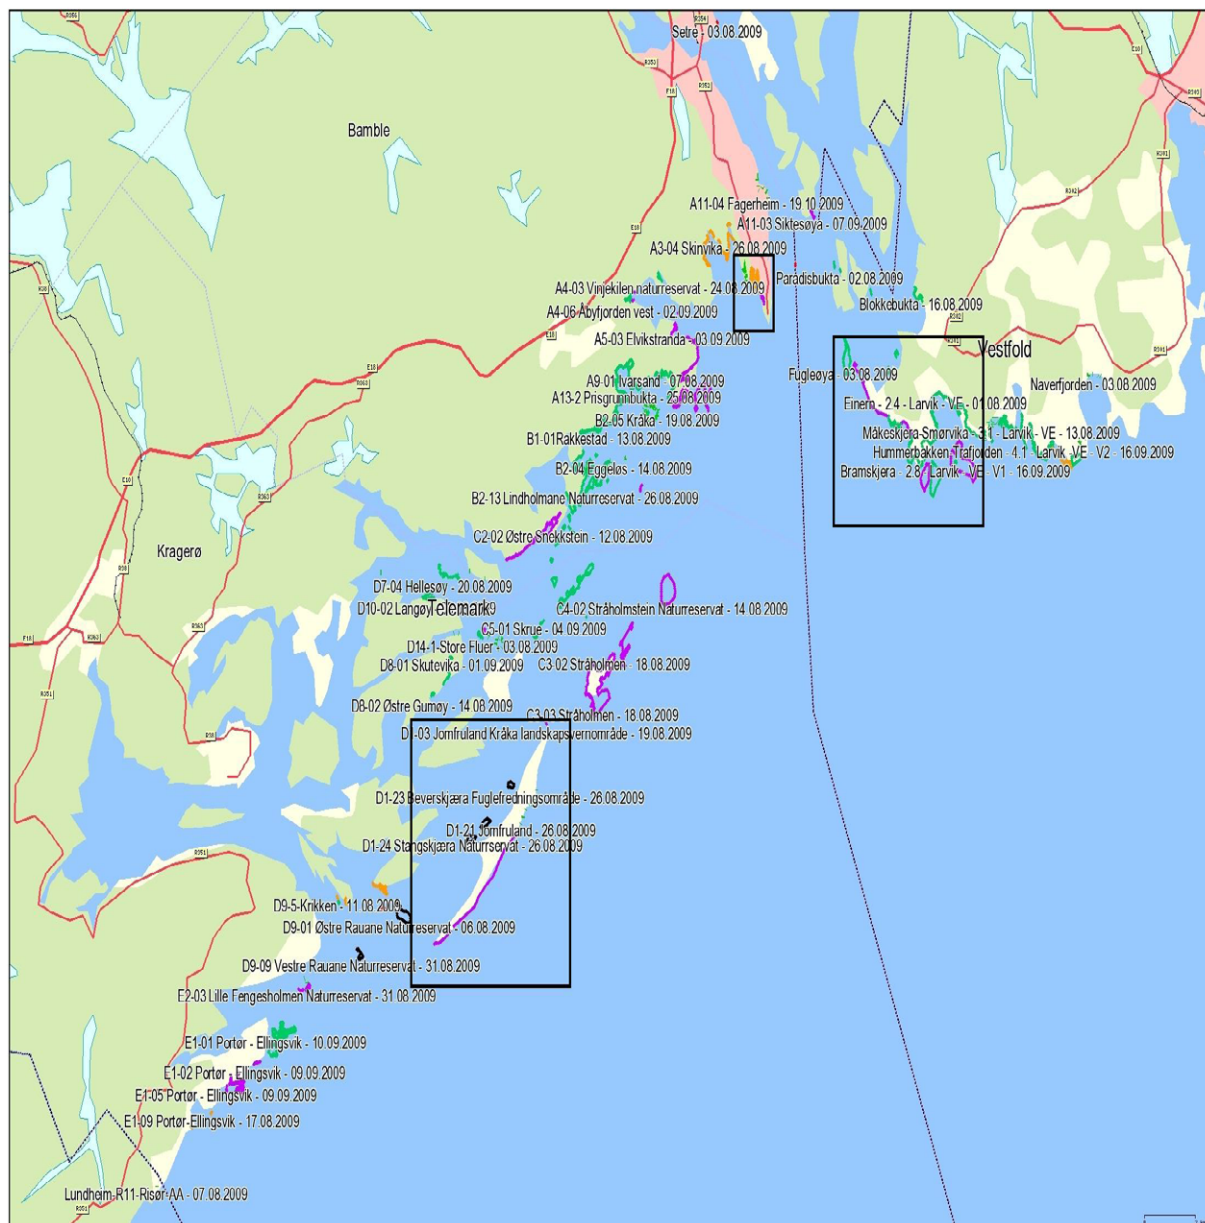 Setre - 03.08.2009
Bamble
A11-04 Fagerheim - 19.10.2009
A11-03 Siktesøya - 07.09.2009
A3-04 Skinvika - 26.08.2009
Paradisbukta - 02.08.2009
A4-03 Vinjekilen naturreservat - 24.08.2009
Blokkebukta - 16.08.2009
A4-06 Åbyfjorden vest - 02.09.2009
A5-03 Elvikstranda - 03.09.2009
Vestfold
Fugleøya - 03.08.2009
A9-01 Ivarsand - 07.08.2009
Naverfjorden - 03.08.2009
A13-2 Prisgrunnbukta - 25.08.2009
Einern - 2.4 - Larvik - VE - 01.08.2009
B2-05 Kråka - 19.08.2009
Måkeskjera-Smørvika - 3.1 - Larvik - VE - 13.08.2009
B1-01Rakkestad - 13.08.2009
Hummerbakken, Trafjorden - 4.1 - Larvik VE - V2 - 16.09.2009
B2-04 Eggeløs - 14.08.2009
Bramskjera - 2.8 - Larvik - VE - V1 - 16.09.2009
B2-13 Lindholmane Naturreservat - 26.08.2009
C2-02 Østre Snekkstein - 12.08.2009
Kragerø
D7-04 Hellesøy - 20.08.2009
D10-02 Langøy
Telemark
C4-02 Stråholmstein Naturreservat - 14.08.2009
C5-01 Skrue - 04.09.2009
D14-1-Store Fluer - 03.08.2009
D8-01 Skutevika - 01.09.2009
C3-02 Stråholmen - 18.08.2009
D8-02 Østre Gumøy - 14.08.2009
C3-03 Stråholmen - 18.08.2009
D1-03 Jomfruland Kråka landskapsvernområde - 19.08.2009
D1-23 Beverskjæra Fuglefredningsområde - 26.08.2009
D1-21 Jomfruland - 26.08.2009
D1-24 Stangskjæra Naturrservat - 26.08.2009
D9-5-Krikken - 11.08.2009
D9-01 Østre Rauane Naturreservat - 06.08.2009
D9-09 Vestre Rauane Naturreservat - 31.08.2009
E2-03 Lille Fengesholmen Naturreservat - 31.08.2009
E1-01 Portør - Ellingsvik - 10.09.2009
E1-02 Portør - Ellingsvik - 09.09.2009
E1-05 Portør - Ellingsvik - 09.09.2009
E1-09 Portør-Ellingsvik - 17.08.2009
Lundheim-R11-Risør-AA - 07.08.2009